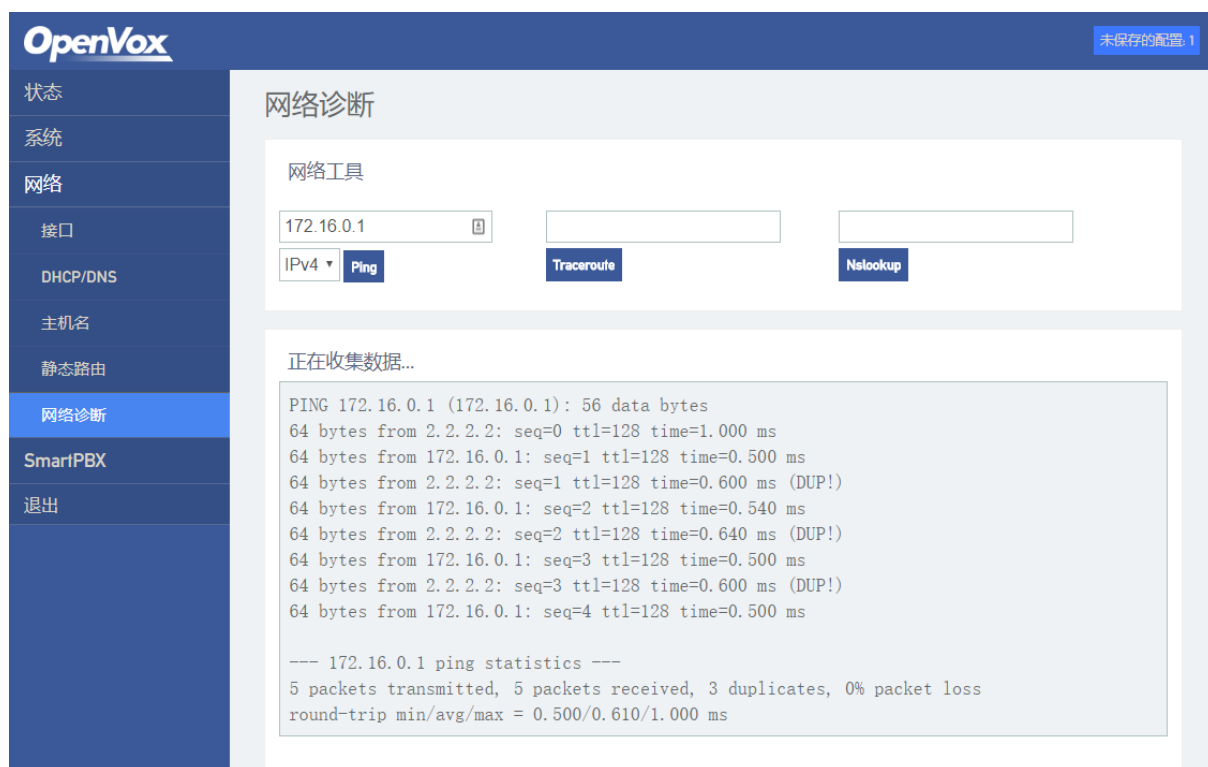 OpenVox
未保存的配置: 1
状态
系统
网络
接口
DHCP/DNS
主机名
静态路由
网络诊断
SmartPBX
退出
网络诊断
网络工具
172.16.0.1
IPv4 Ping
Traceroute
Nslookup
正在收集数据...
PING 172.16.0.1 (172.16.0.1): 56 data bytes
64 bytes from 2.2.2.2: seq=0 ttl=128 time=1.000 ms
64 bytes from 172.16.0.1: seq=1 ttl=128 time=0.500 ms
64 bytes from 2.2.2.2: seq=1 ttl=128 time=0.600 ms (DUP!)
64 bytes from 172.16.0.1: seq=2 ttl=128 time=0.540 ms
64 bytes from 2.2.2.2: seq=2 ttl=128 time=0.640 ms (DUP!)
64 bytes from 172.16.0.1: seq=3 ttl=128 time=0.500 ms
64 bytes from 2.2.2.2: seq=3 ttl=128 time=0.600 ms (DUP!)
64 bytes from 172.16.0.1: seq=4 ttl=128 time=0.500 ms
--- 172.16.0.1 ping statistics ---
5 packets transmitted, 5 packets received, 3 duplicates, 0% packet loss
round-trip min/avg/max = 0.500/0.610/1.000 ms